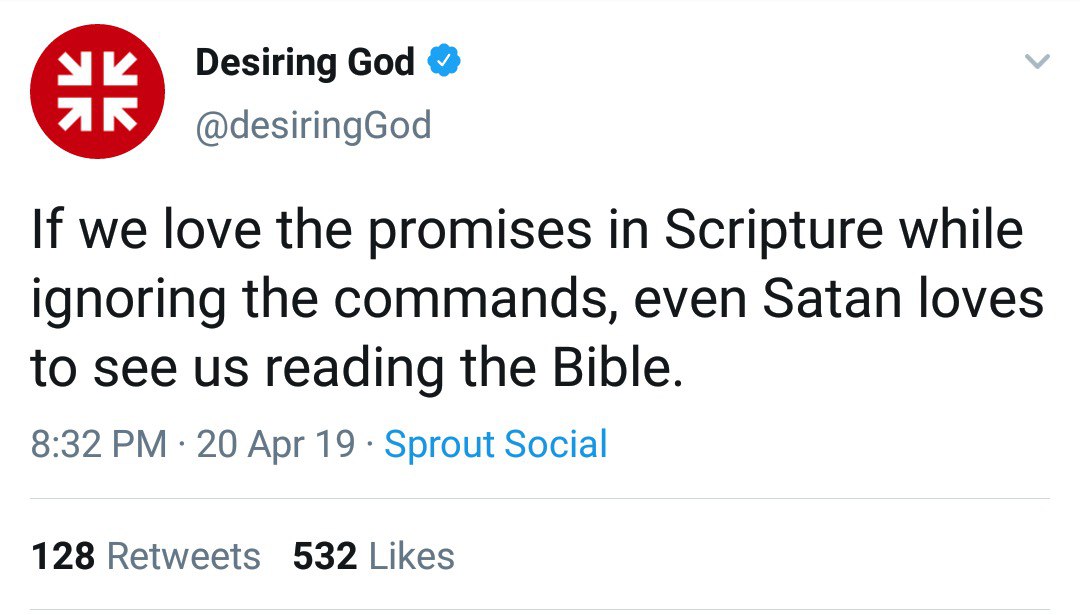 Desiring God
@desiringGod
If we love the promises in Scripture while
ignoring the commands, even Satan loves
to see us reading the Bible.
8:32 PM · 20 Apr 19 · Sprout Social
128 Retweets 532 Likes